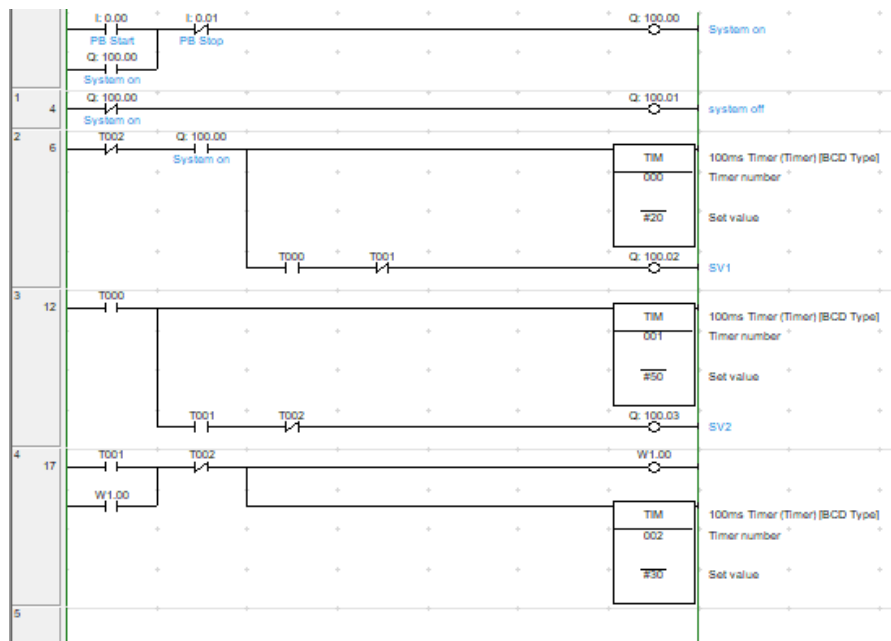 I: 0.00 I: 0.01 Q: 100.00
PB Start PB Stop System on
Q: 100.00
System on
1 Q: 100.00 Q: 100.01
4 system off
System on
2 T002 Q: 100.00
6 System on TIM 100ms Timer (Timer) [BCD Type]
000 Timer number
#20 Set value
T000 T001 Q: 100.02
SV1
3 T000
12 TIM 100ms Timer (Timer) [BCD Type]
001 Timer number
#50 Set value
T001 T002 Q: 100.03
SV2
4 T001 T002 W1.00
17
W1.00
TIM 100ms Timer (Timer) [BCD Type]
002 Timer number
#30 Set value
5